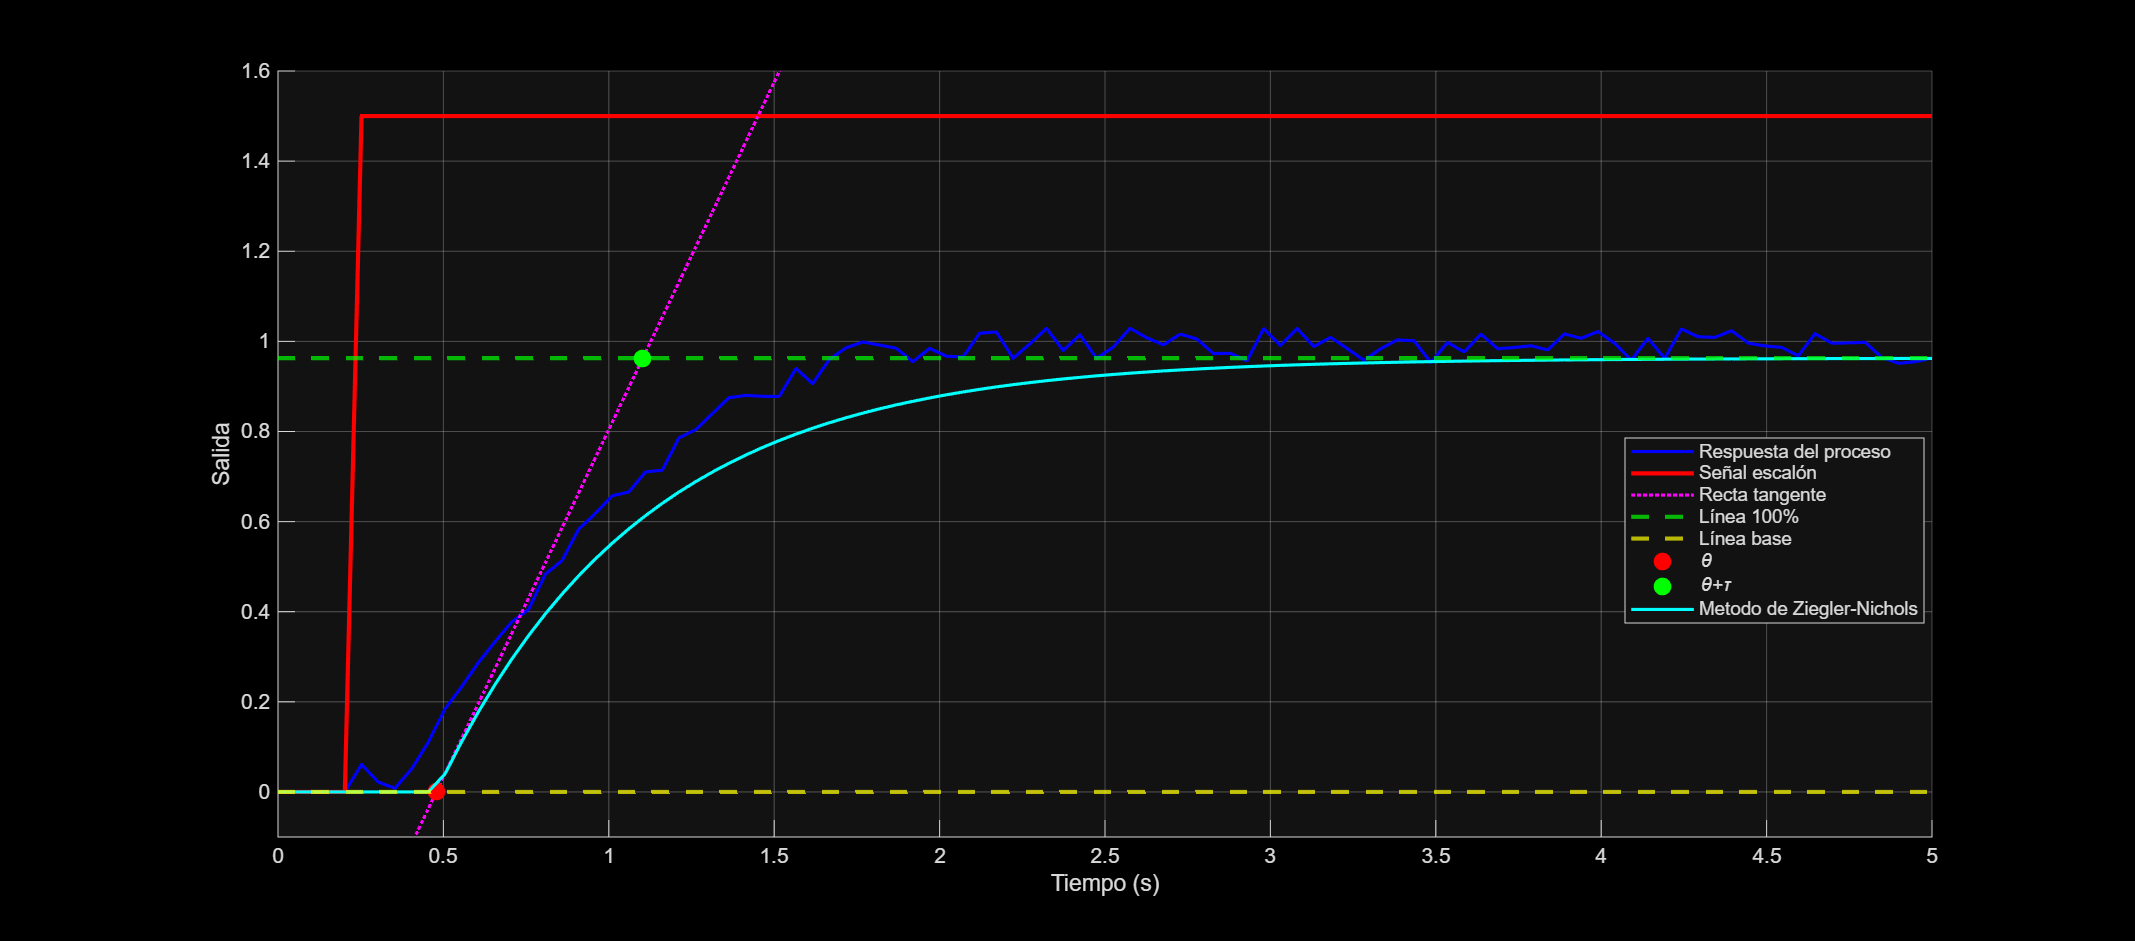 1.6
1.4
1.2
1
0.8
0.6
0.4
0.2
0
Salida
0
0.5
1
1.5
2
2.5
3
3.5
4
4.5
5
Tiempo (s)
Respuesta del proceso
Señal escalón
Recta tangente
Línea 100%
Línea base
θ
θ+τ
Metodo de Ziegler-Nichols